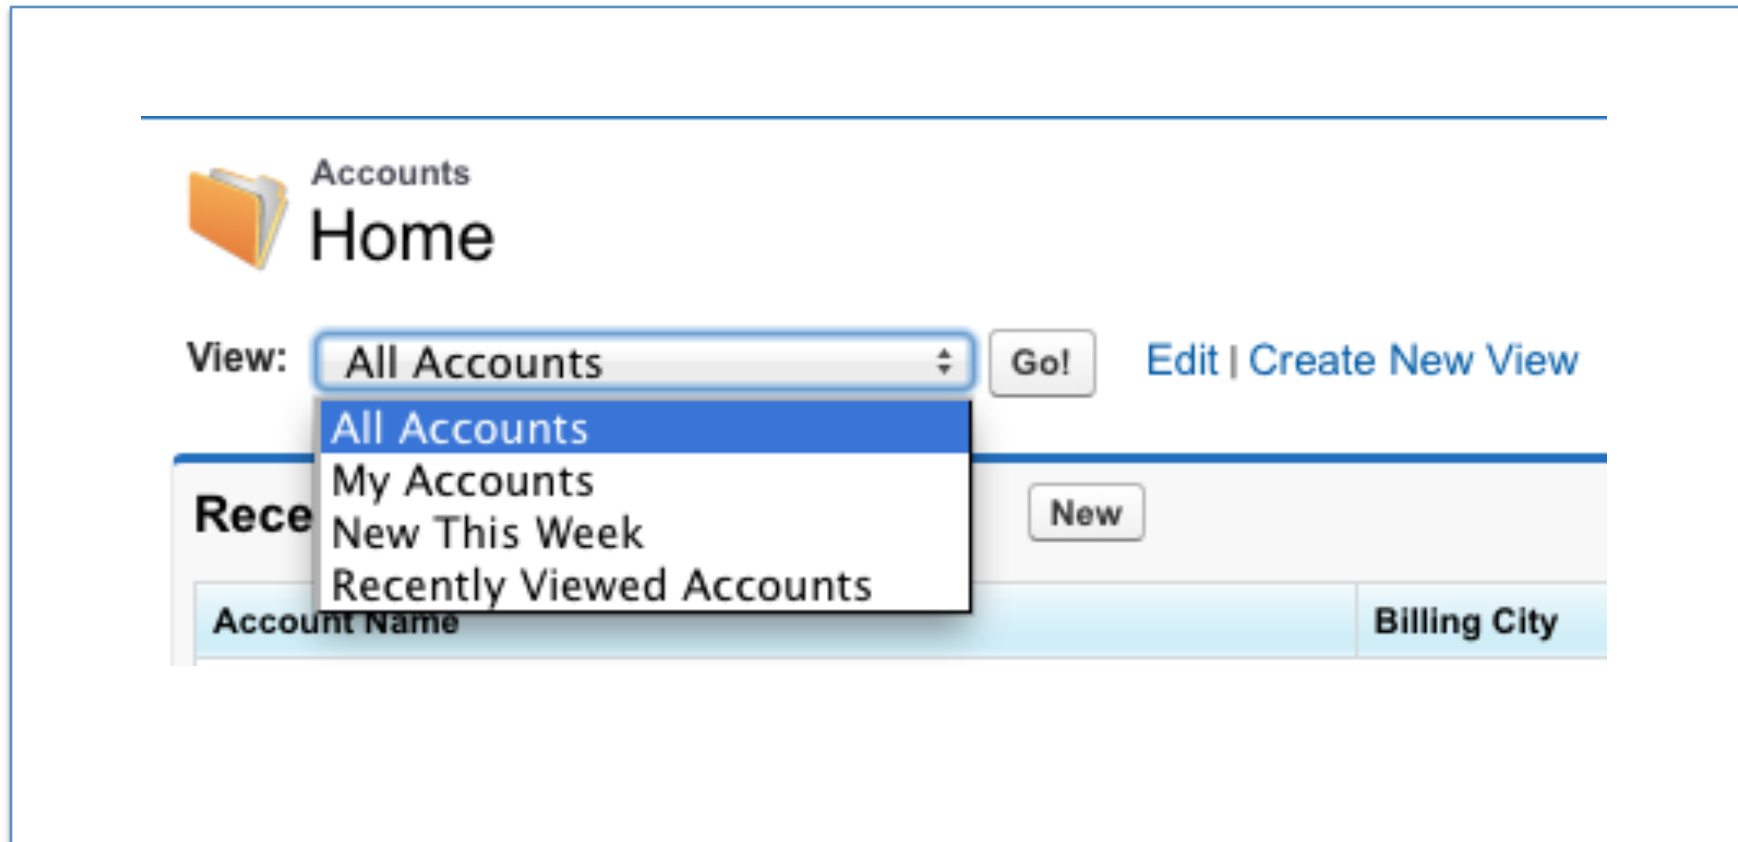 Accounts
Home
View: All Accounts Go! Edit | Create New View
All Accounts
My Accounts
New This Week
Recently Viewed Accounts
Rece New
Account Name Billing City